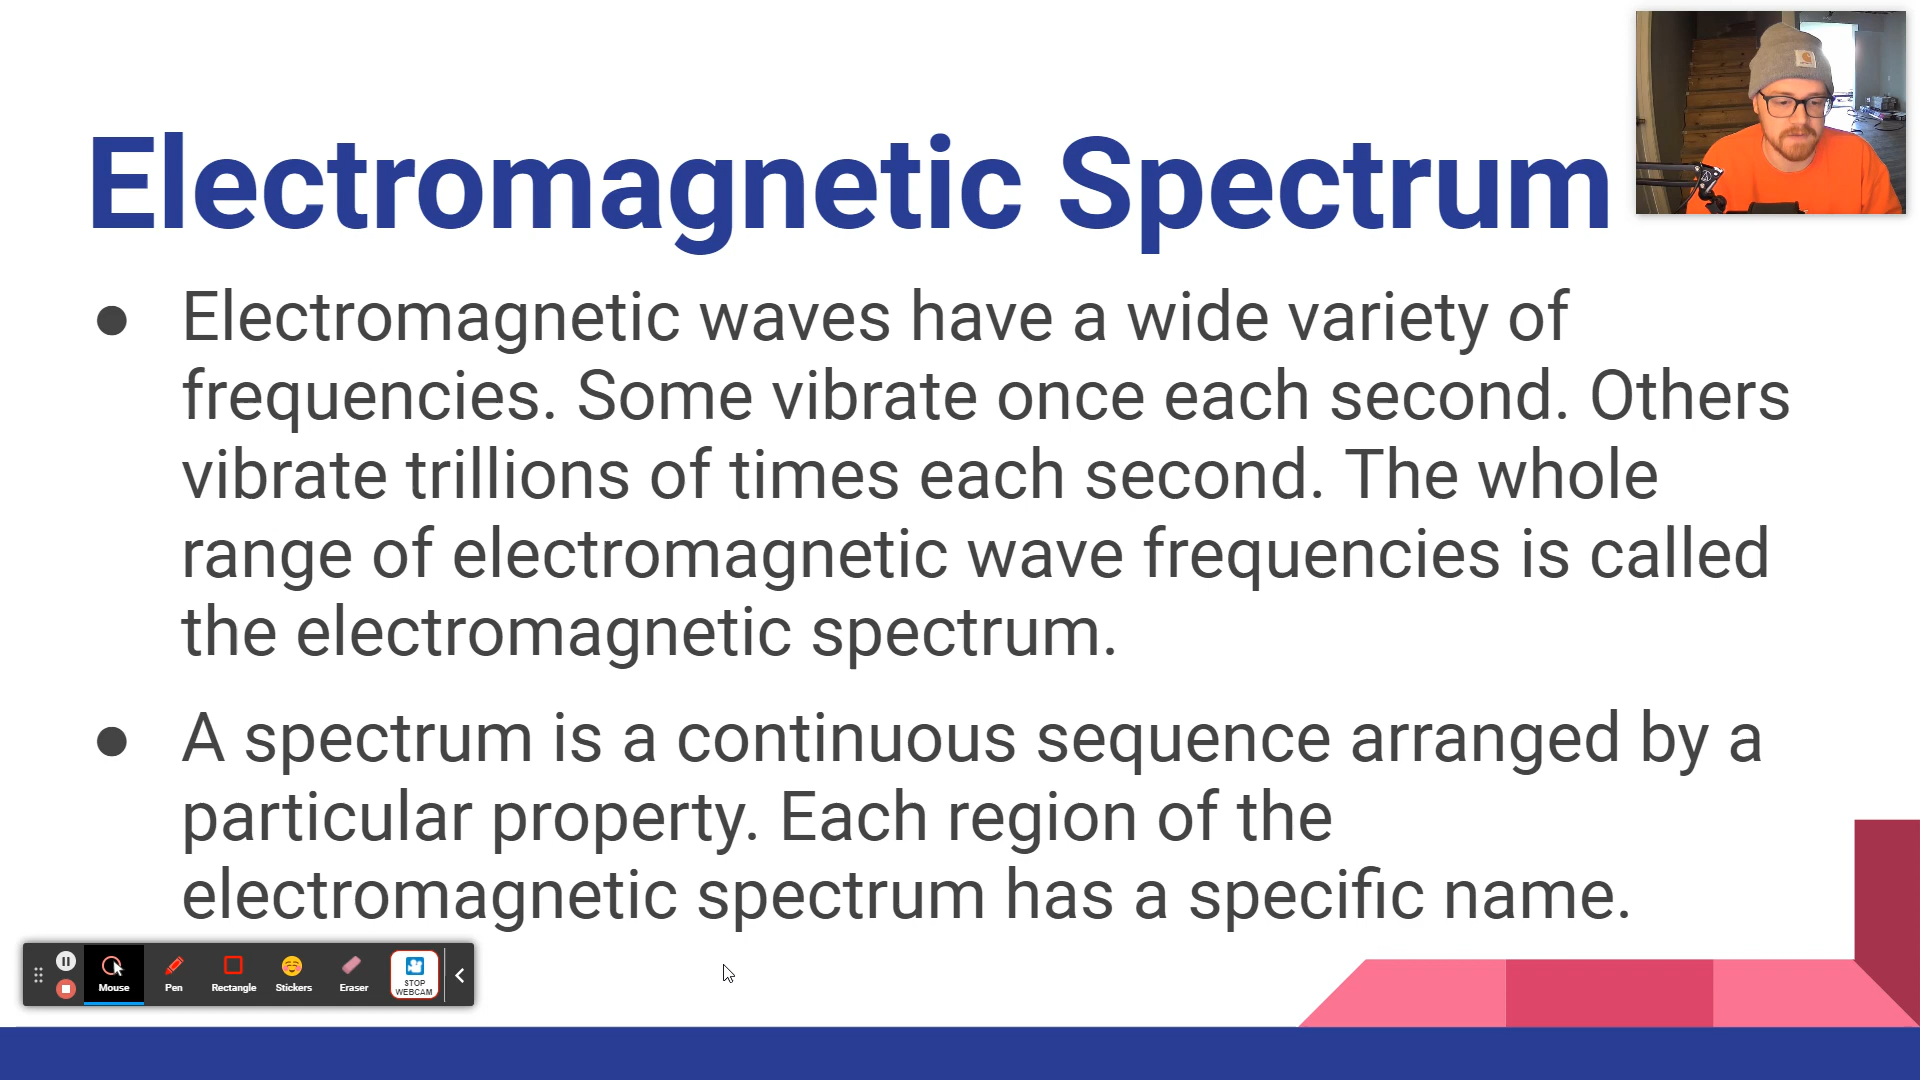 Electromagnetic Spectrum
● Electromagnetic waves have a wide variety of
frequencies. Some vibrate once each second. Others
vibrate trillions of times each second. The whole
range of electromagnetic wave frequencies is called
the electromagnetic spectrum.
● A spectrum is a continuous sequence arranged by a
particular property. Each region of the
electromagnetic spectrum has a specific name.
Mouse
Pen
Rectangle
Stickers
Eraser
STOP
WEBCAM